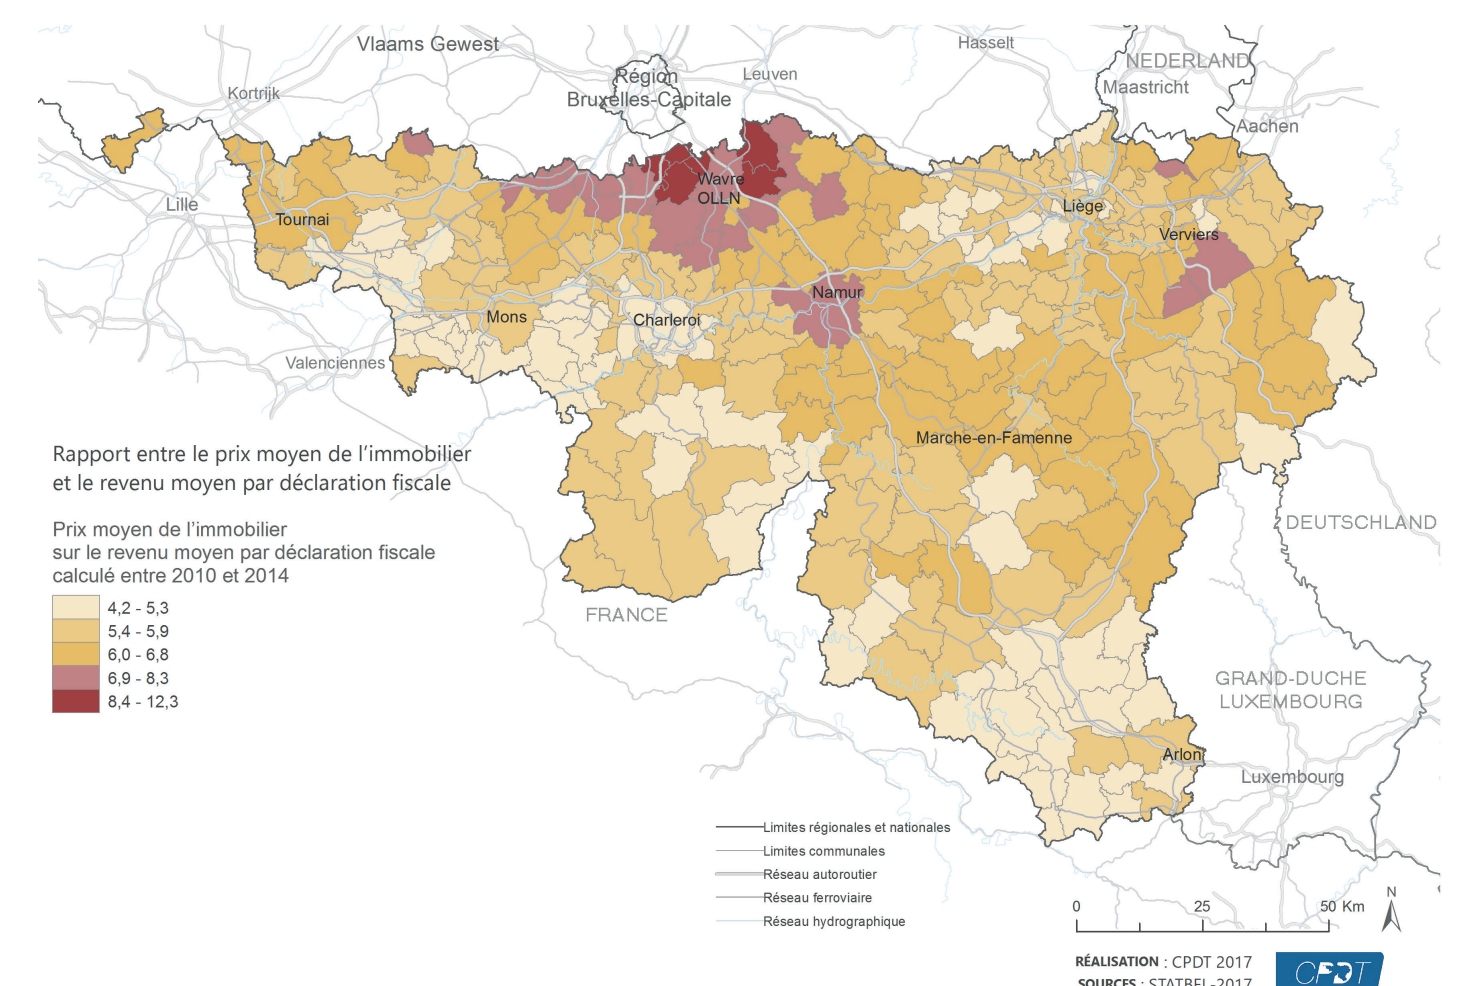 Vlaams Gewest
Hasselt
NEDERLAND
Région
Bruxelles-Capitale
Leuven
Maastricht
Kortrijk
Aachen
Lille
Wavre
OLLN
Tournai
Liège
Verviers
Namur
Mons
Charleroi
Valenciennes
Marche-en-Famenne
Rapport entre le prix moyen de l'immobilier
et le revenu moyen par déclaration fiscale
Prix moyen de l'immobilier
sur le revenu moyen par déclaration fiscale
calculé entre 2010 et 2014
4,2 - 5,3
5,4 - 5,9
6,0 - 6,8
6,9 - 8,3
8,4 - 12,3
DEUTSCHLAND
FRANCE
GRAND-DUCHE
LUXEMBOURG
Arlon
Luxembourg
Limites régionales et nationales
Limites communales
Réseau autoroutier
Réseau ferroviaire
Réseau hydrographique
0 25 50 Km
N
RÉALISATION : CPDT 2017
SOURCES : STATBEL-2017
CPDT